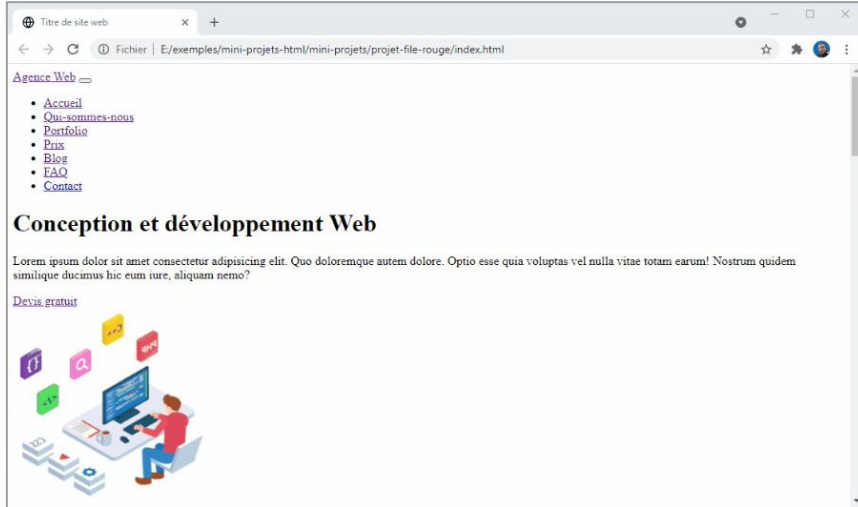 Titre de site web
Fichier | E:/exemples/mini-projets-html/mini-projets/projet-file-rouge/index.html
Agence Web
Accueil
Qui-sommes-nous
Portfolio
Prix
Blog
FAQ
Contact
Conception et développement Web
Lorem ipsum dolor sit amet consectetur adipisicing elit. Quo doloremque autem dolore. Optio esse quia voluptas vel nulla vitae totam earum! Nostrum quidem
similique ducimus hic eum iure, aliquam nemo?
Devis gratuit
PHP